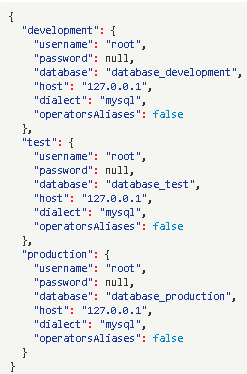 {
  "development": {
    "username": "root",
    "password": null,
    "database": "database_development",
    "host": "127.0.0.1",
    "dialect": "mysql",
    "operatorsAliases": false
  },
  "test": {
    "username": "root",
    "password": null,
    "database": "database_test",
    "host": "127.0.0.1",
    "dialect": "mysql",
    "operatorsAliases": false
  },
  "production": {
    "username": "root",
    "password": null,
    "database": "database_production",
    "host": "127.0.0.1",
    "dialect": "mysql",
    "operatorsAliases": false
  }
}